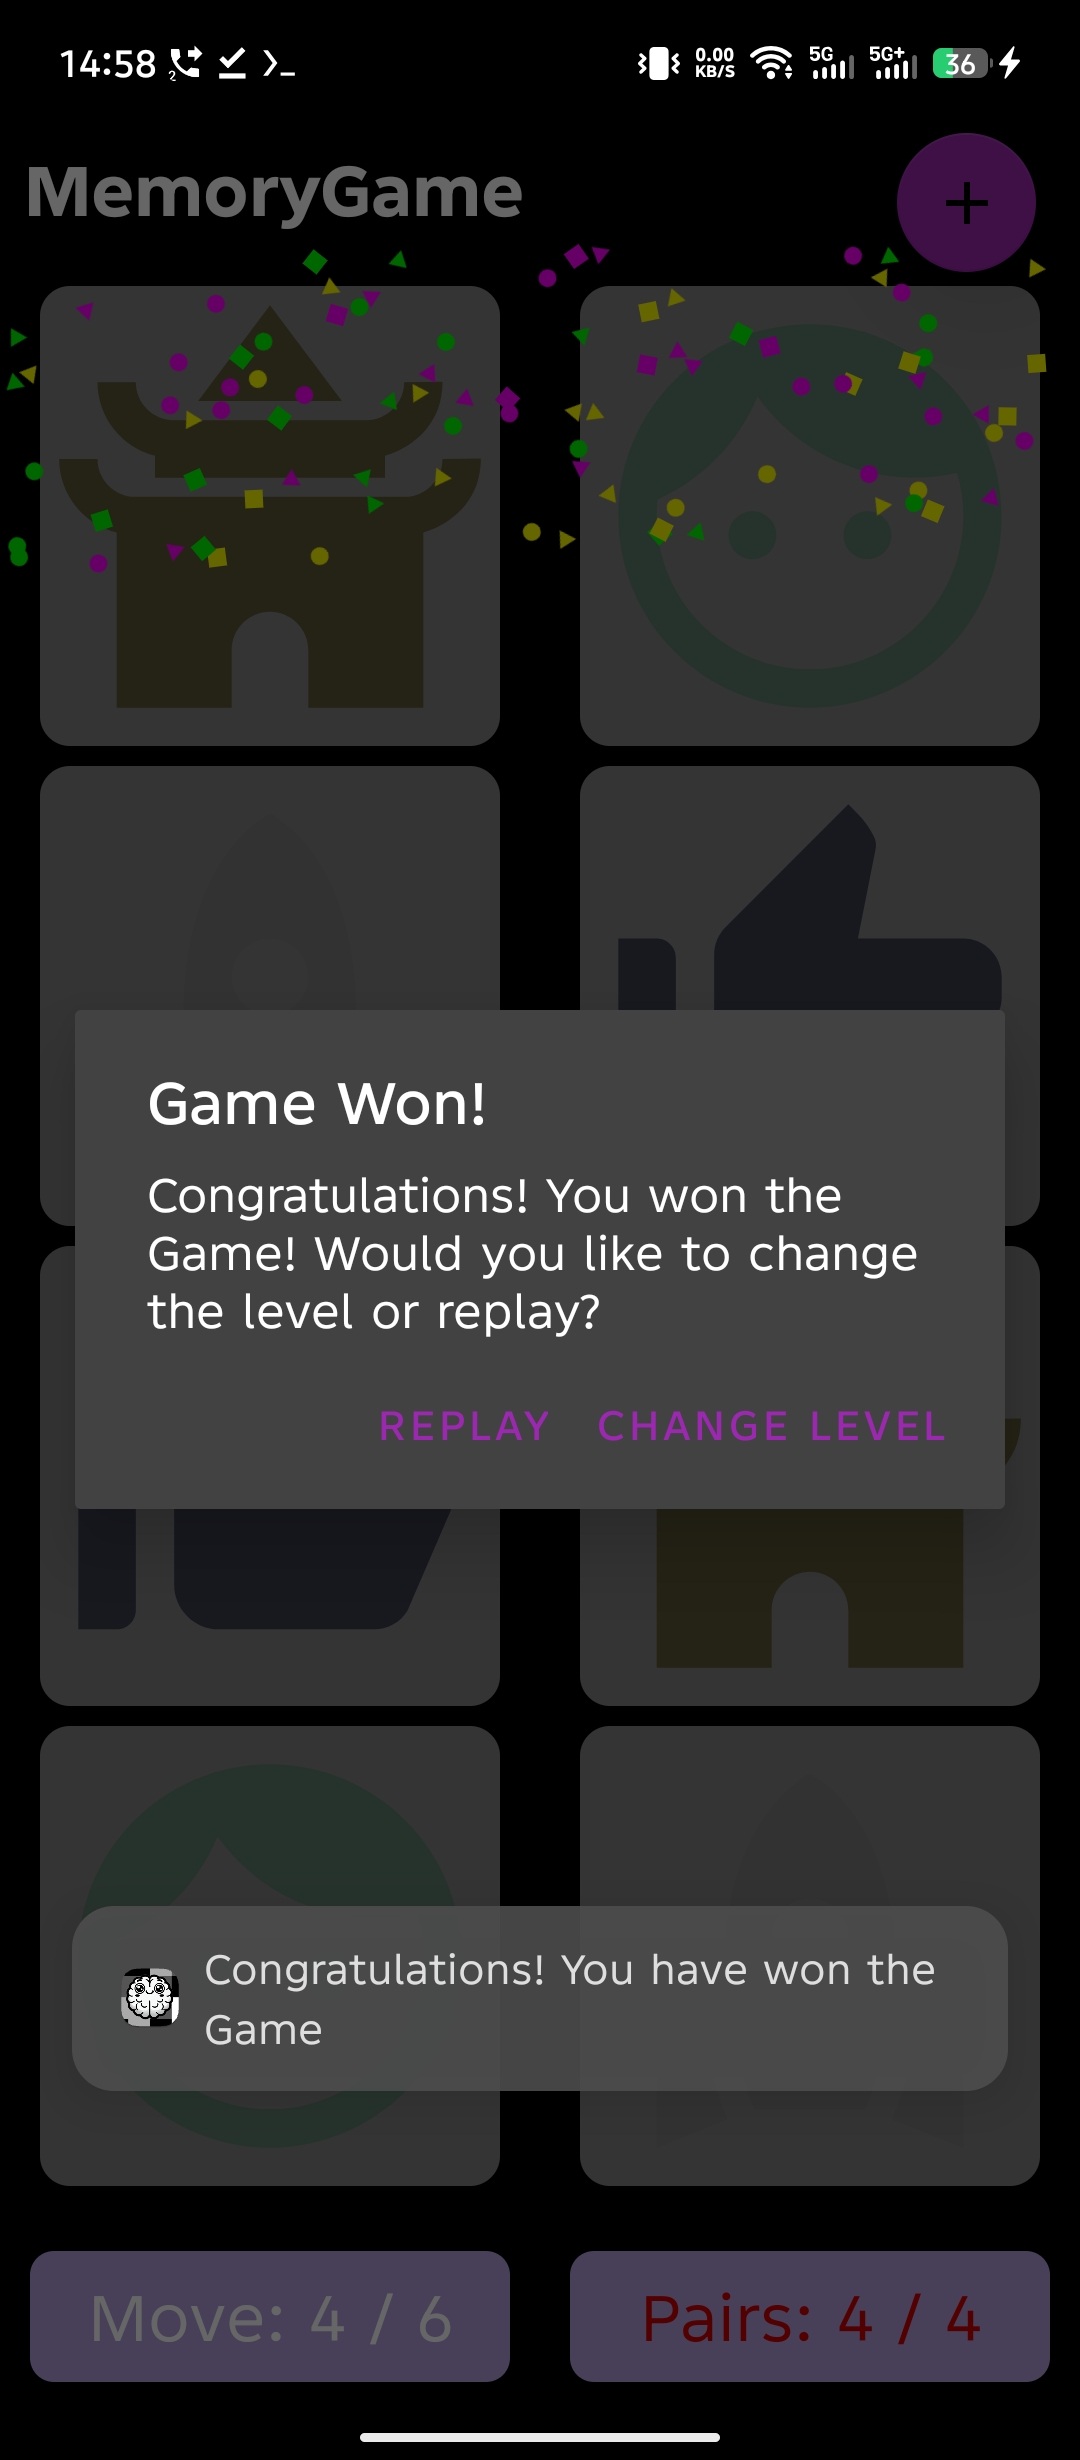 14:58
2
0.00
KB/S
5G
5G+
36
MemoryGame
+
Game Won!
Congratulations! You won the
Game! Would you like to change
the level or replay?
REPLAY CHANGE LEVEL
Congratulations! You have won the
Game
Move: 4 / 6
Pairs: 4 / 4